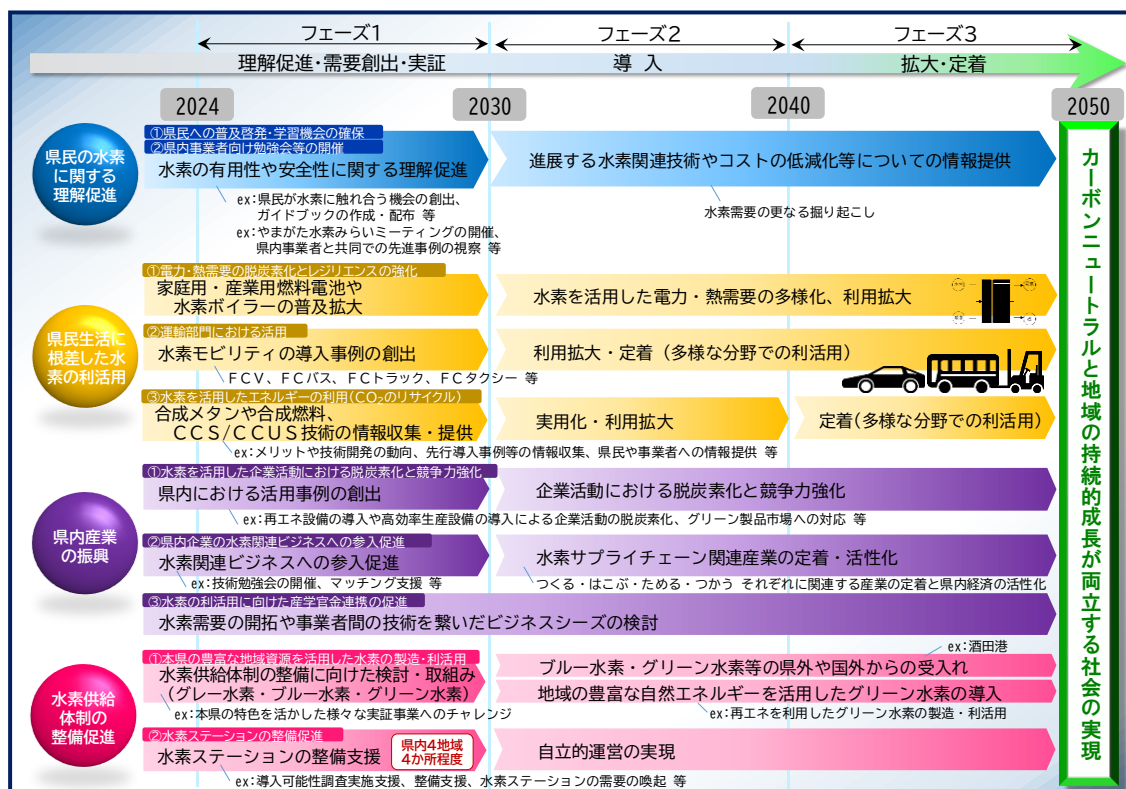 フェーズ1
フェーズ2
フェーズ3
理解促進・需要創出・実証
導 入
拡大・定着
2024
2030
2040
2050
県民の水素
に関する
理解促進
①県民への普及啓発・学習機会の確保
②県内事業者向け勉強会等の開催
水素の有用性や安全性に関する理解促進
進展する水素関連技術やコストの低減化等についての情報提供
ex:県民が水素に触れ合う機会の創出、
ガイドブックの作成・配布 等
ex:やまがた水素みらいミーティングの開催、
県内事業者と共同での先進事例の視察 等
水素需要の更なる掘り起こし
県民生活に
根差した水
素の利活用
①電力・熱需要の脱炭素化とレジリエンスの強化
家庭用・産業用燃料電池や
水素ボイラーの普及拡大
水素を活用した電力・熱需要の多様化、利用拡大
②運輸部門における活用
水素モビリティの導入事例の創出
利用拡大・定着(多様な分野での利活用)
FCV、FCバス、FCトラック、FCタクシー 等
③水素を活用したエネルギーの利用(CO₂のリサイクル)
合成メタンや合成燃料、
CCS/CCUS技術の情報収集・提供
実用化・利用拡大
定着(多様な分野での利活用)
ex:メリットや技術開発の動向、先行導入事例等の情報収集、県民や事業者への情報提供 等
県内産業
の振興
①水素を活用した企業活動における脱炭素化と競争力強化
県内における活用事例の創出
企業活動における脱炭素化と競争力強化
ex:再エネ設備の導入や高効率生産設備の導入による企業活動の脱炭素化、グリーン製品市場への対応 等
②県内企業の水素関連ビジネスへの参入促進
水素関連ビジネスへの参入促進
水素サプライチェーン関連産業の定着・活性化
ex:技術勉強会の開催、マッチング支援 等
つくる・はこぶ・ためる・つかう それぞれに関連する産業の定着と県内経済の活性化
③水素の利活用に向けた産学官金連携の促進
水素需要の開拓や事業者間の技術を繋いだビジネスシーズの検討
水素供給
体制の
整備促進
①本県の豊富な地域資源を活用した水素の製造・利活用
水素供給体制の整備に向けた検討・取組み
(グレー水素・ブルー水素・グリーン水素)
ex:酒田港
ブルー水素・グリーン水素等の県外や国外からの受入れ
地域の豊富な自然エネルギーを活用したグリーン水素の導入
ex:本県の特色を活かした様々な実証事業へのチャレンジ
ex:再エネを利用したグリーン水素の製造・利活用
②水素ステーションの整備促進
水素ステーションの整備支援
県内4地域
4か所程度
自立的運営の実現
ex:導入可能性調査実施支援、整備支援、水素ステーションの需要の喚起 等
カーボンニュートラルと地域の持続的成長が両立する社会の実現